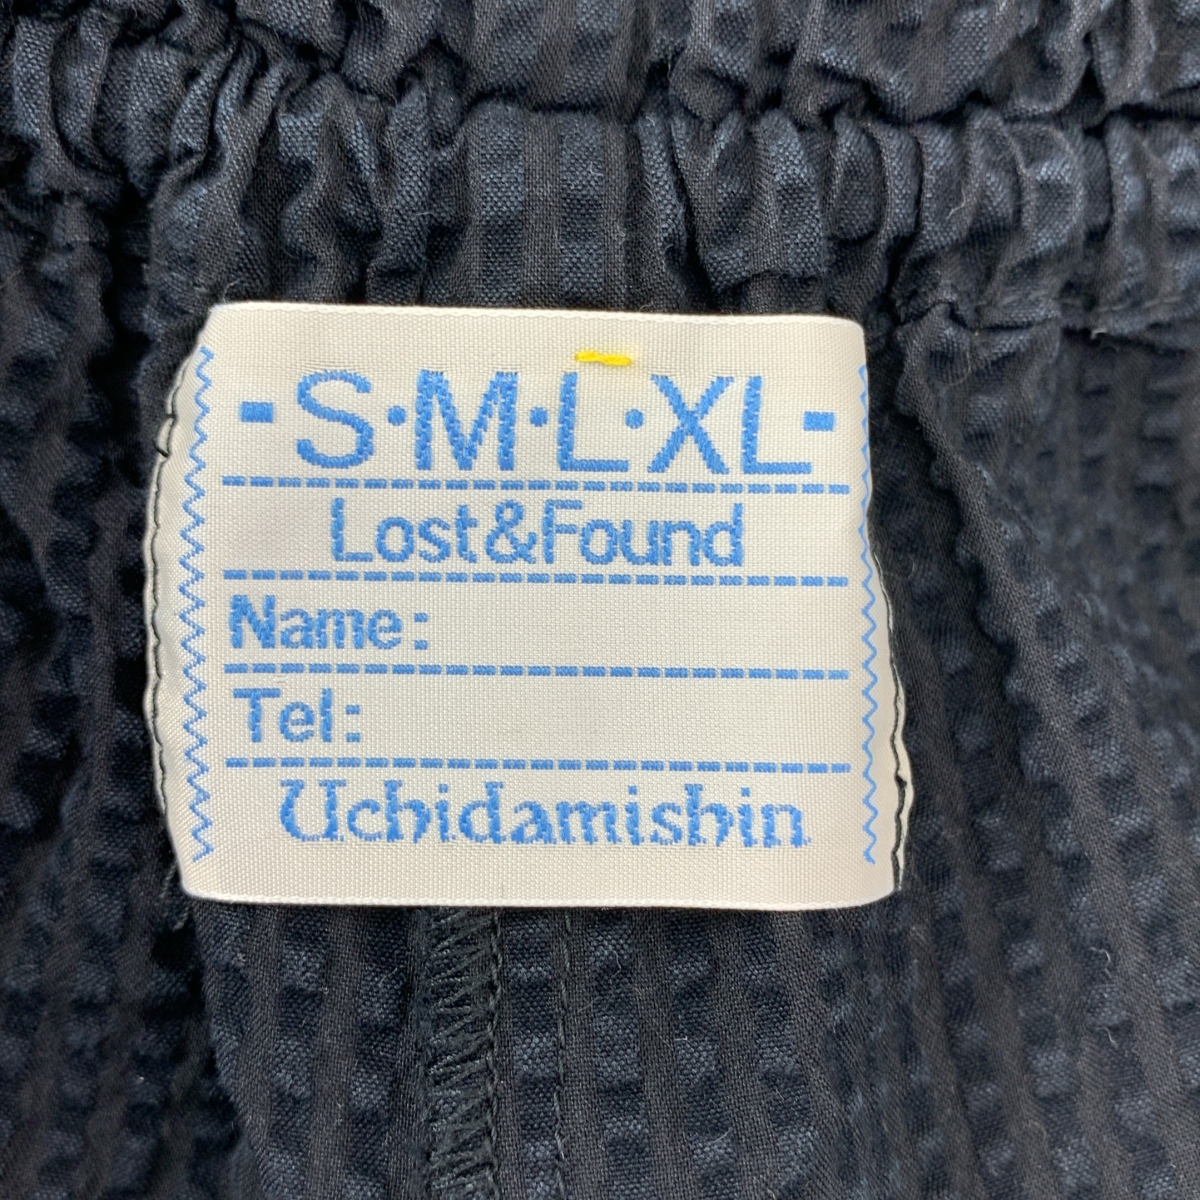 -S·M·L·XL-
Lost&Found
Name:
Tel:
Uchidamishin